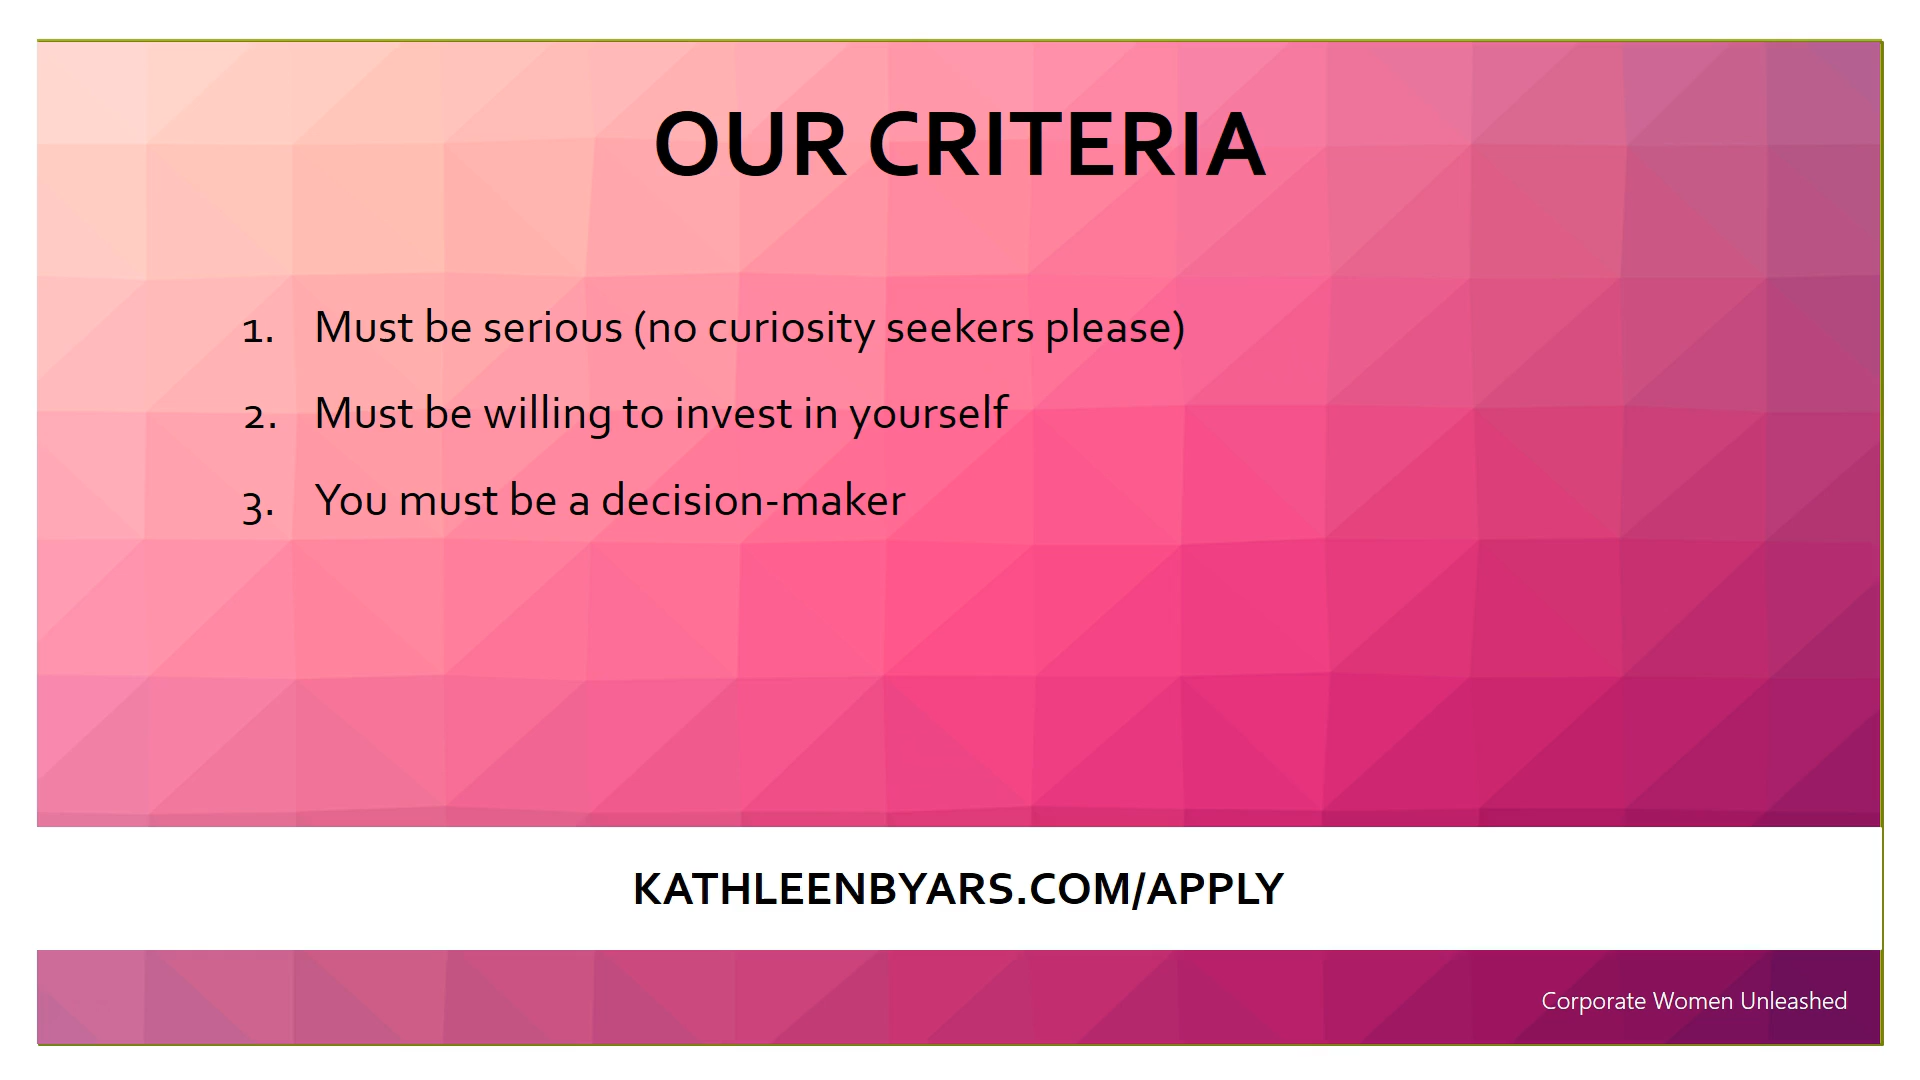 OUR CRITERIA
1. Must be serious (no curiosity seekers please)
2. Must be willing to invest in yourself
3. You must be a decision-maker
KATHLEENBYARS.COM/APPLY
Corporate Women Unleashed